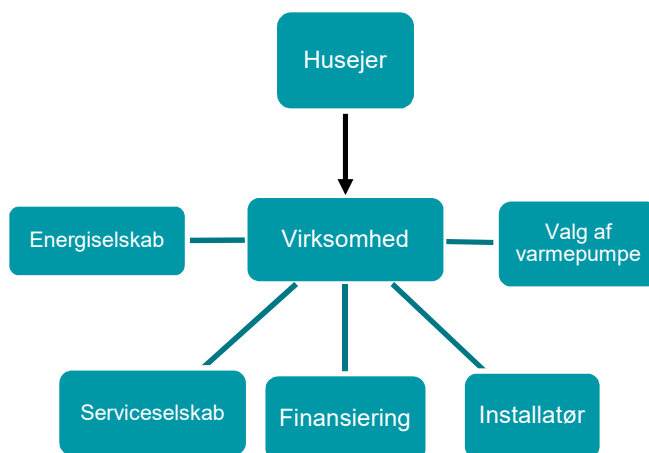 Husejer
Energiselskab
Virksomhed
Valg af
varmepumpe
Serviceselskab
Finansiering
Installatør